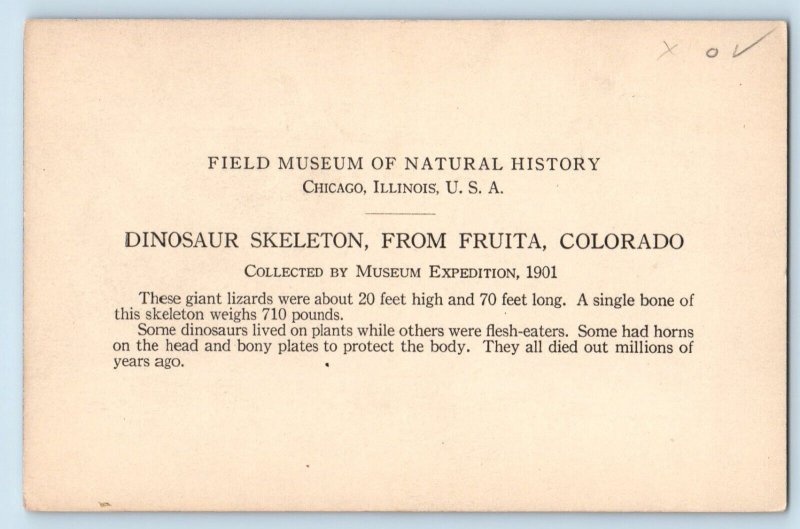 x o ✓
FIELD MUSEUM OF NATURAL HISTORY
CHICAGO, ILLINOIS, U. S. A.
DINOSAUR SKELETON, FROM FRUITA, COLORADO
COLLECTED BY MUSEUM EXPEDITION, 1901
These giant lizards were about 20 feet high and 70 feet long. A single bone of
this skeleton weighs 710 pounds.
Some dinosaurs lived on plants while others were flesh-eaters. Some had horns
on the head and bony plates to protect the body. They all died out millions of
years ago.